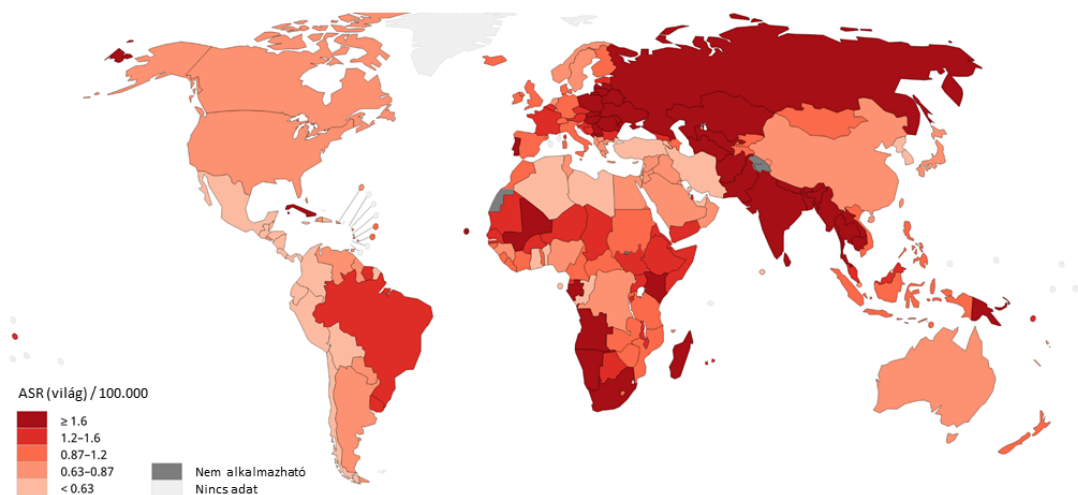 ASR (világ) / 100.000
≥ 1.6
1.2–1.6
0.87–1.2
0.63–0.87
< 0.63
Nem alkalmazható
Nincs adat